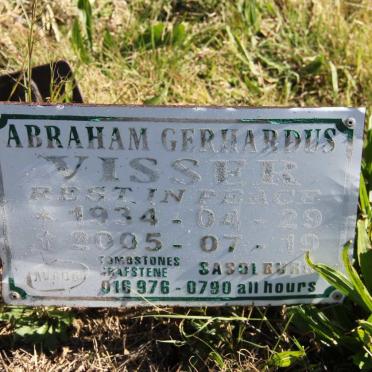 ABRAHAM GERHARDUS
VISSER
REST IN PEACE
* 1934 - 04 - 29
† 2005 - 07 - 19
TOMBSTONES
GRAFSTENE SASOLBURG
016 976 - 0790 all hours